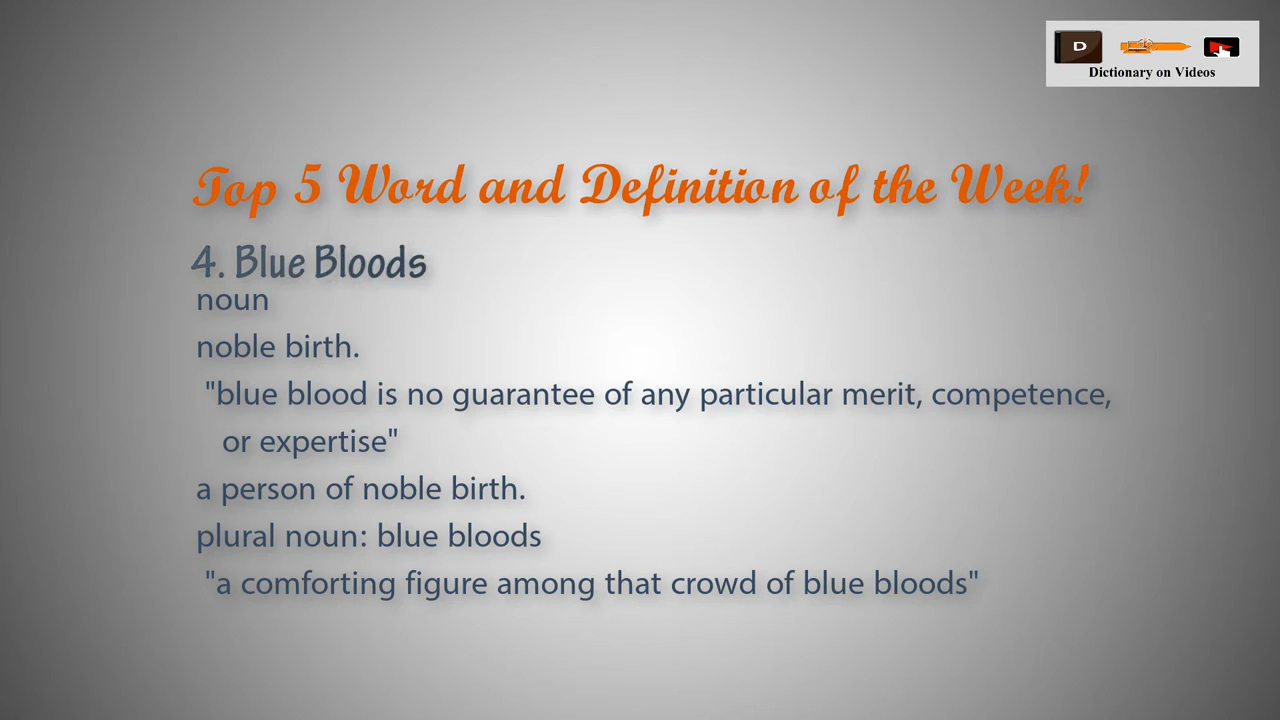 D
Dictionary on Videos
Top 5 Word and Definition of the Week!
4. Blue Bloods
noun
noble birth.
"blue blood is no guarantee of any particular merit, competence,
or expertise"
a person of noble birth.
plural noun: blue bloods
"a comforting figure among that crowd of blue bloods"